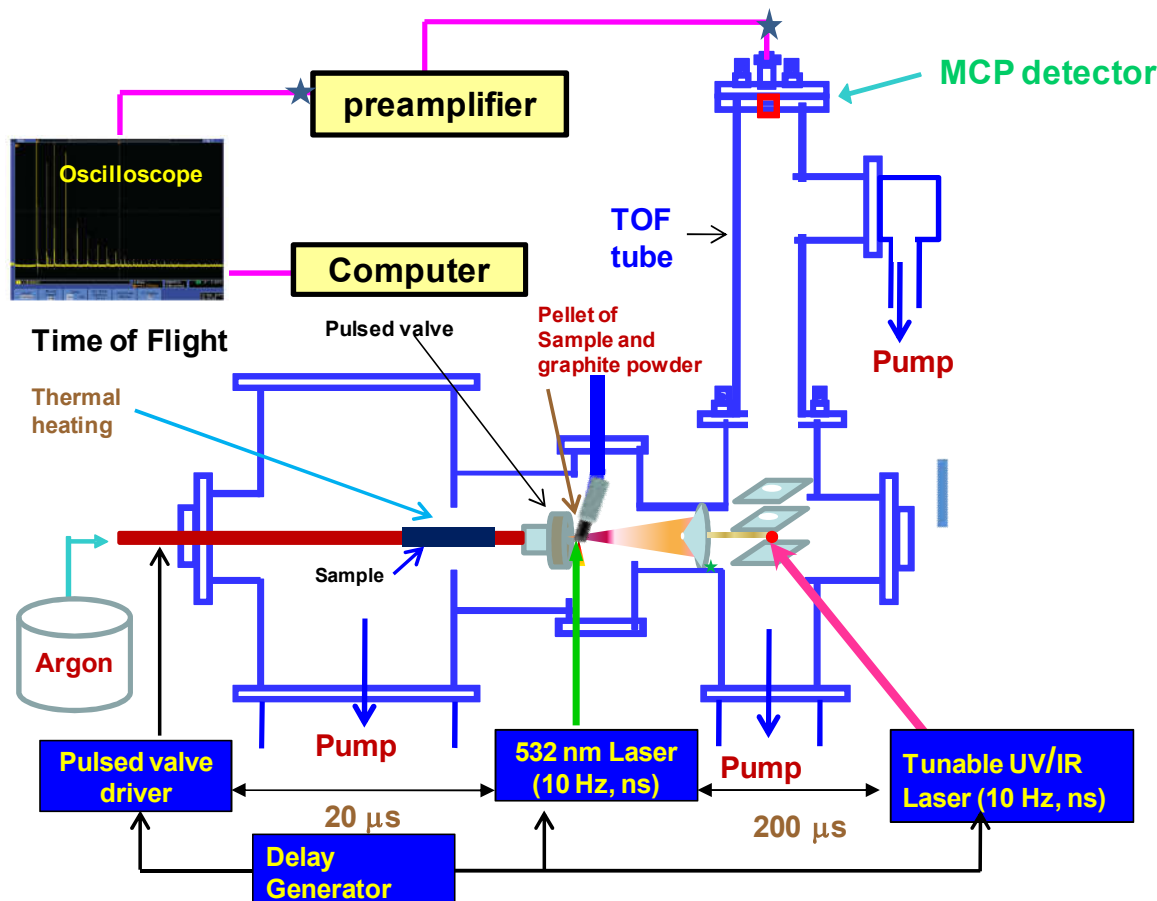 preamplifier
MCP detector
Oscilloscope
TOF
tube
Computer
Pellet of
Sample and
graphite powder
Pulsed valve
Time of Flight
Pump
Thermal
heating
Sample
Argon
Pump
Pump
Pulsed valve
driver
532 nm Laser
(10 Hz, ns)
Tunable UV/IR
Laser (10 Hz, ns)
20 μs
200 μs
Delay
Generator